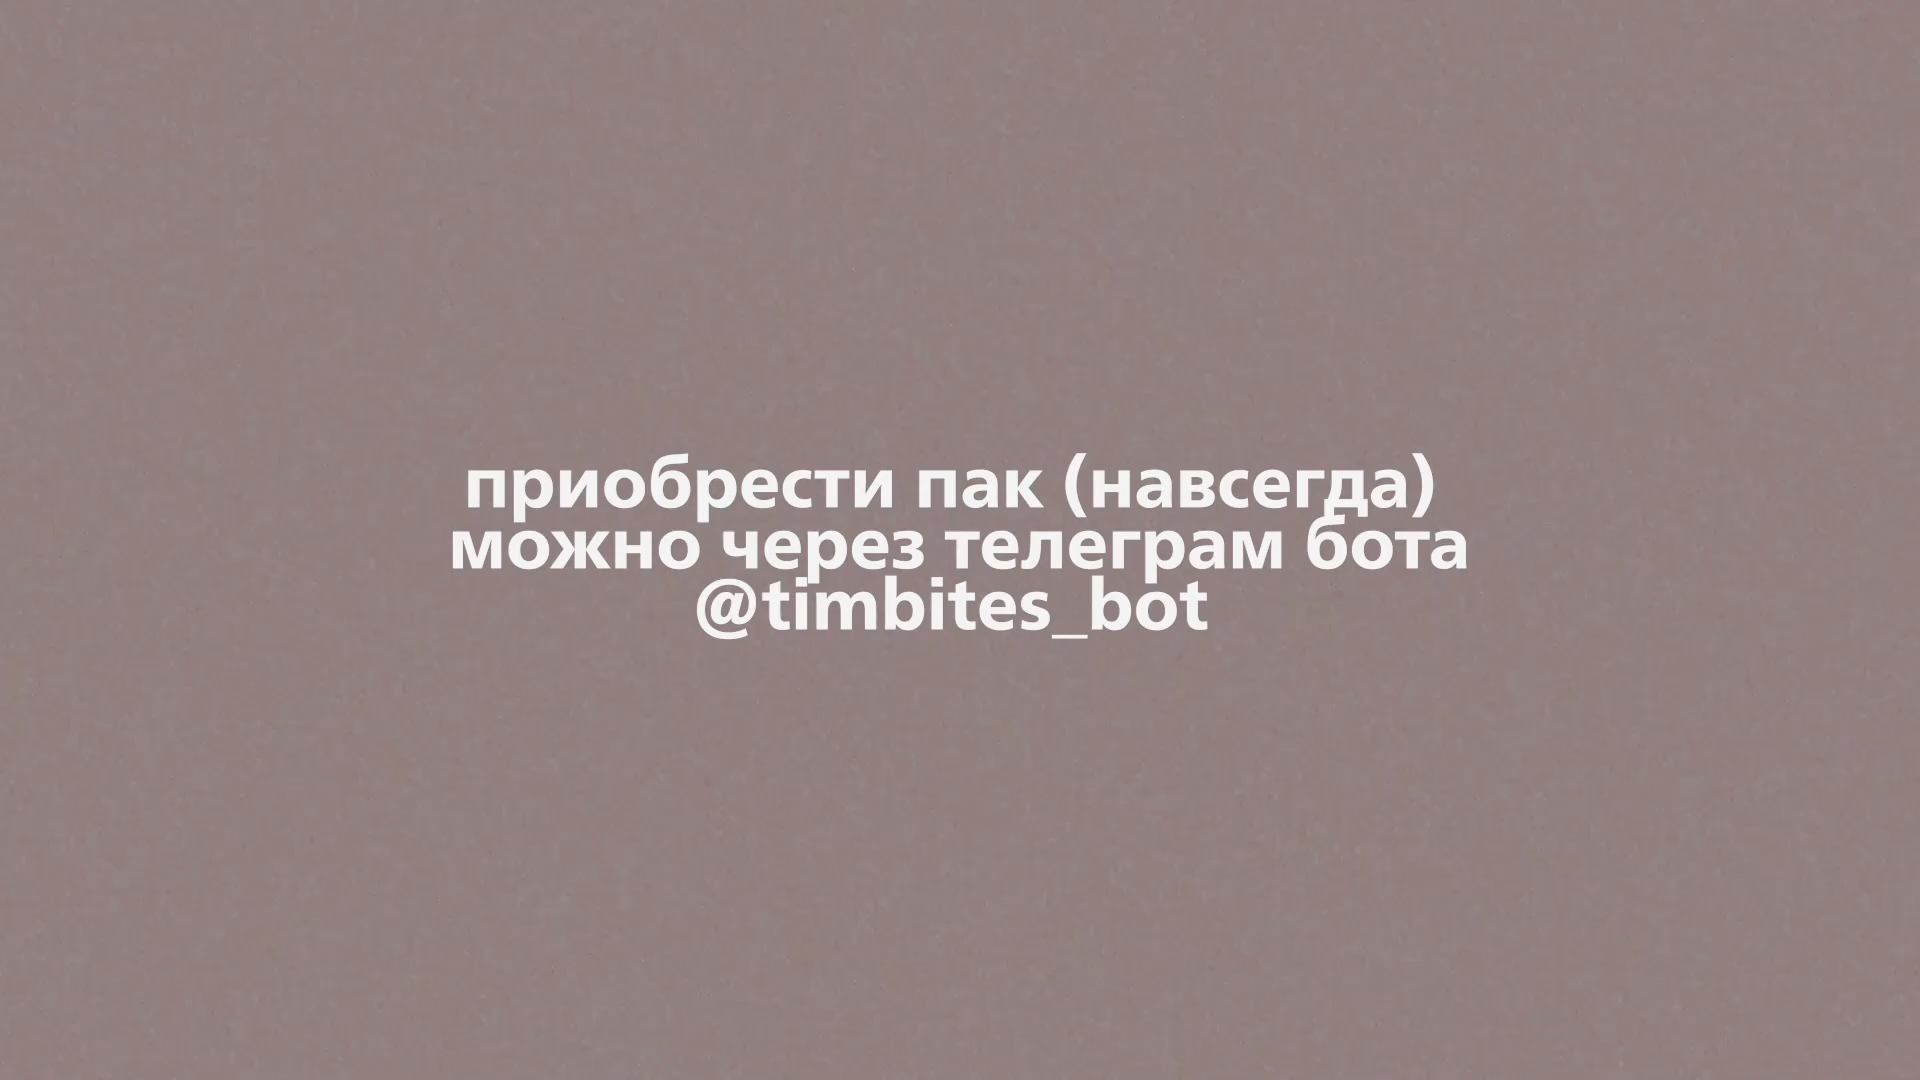 приобрести пак (навсегда)
можно через телеграм бота
@timbites_bot